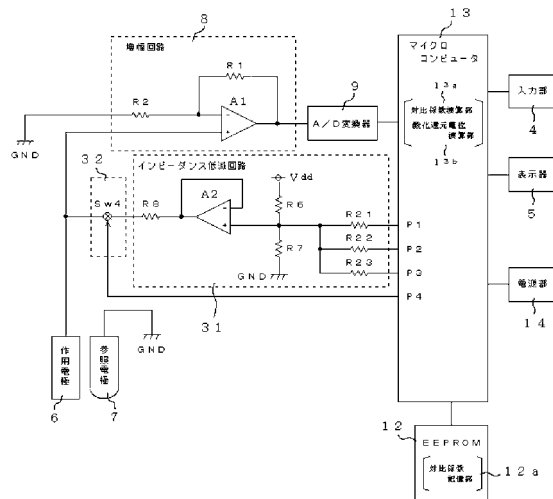 8
増幅回路
R1
R2
A1
GND
9
A/D変換器
13
マイクロ
コンピュータ
13a
対比係数演算部
酸化還元電位
演算部
13b
入力部
4
表示器
5
電源部
14
32
インピーダンス低減回路
Sw4
R8
A2
Vdd
R6
R7
GND
R21
R22
R23
P1
P2
P3
P4
31
作用電極
6
参照電極
7
GND
12
EEPROM
対比係数
記憶部
12a